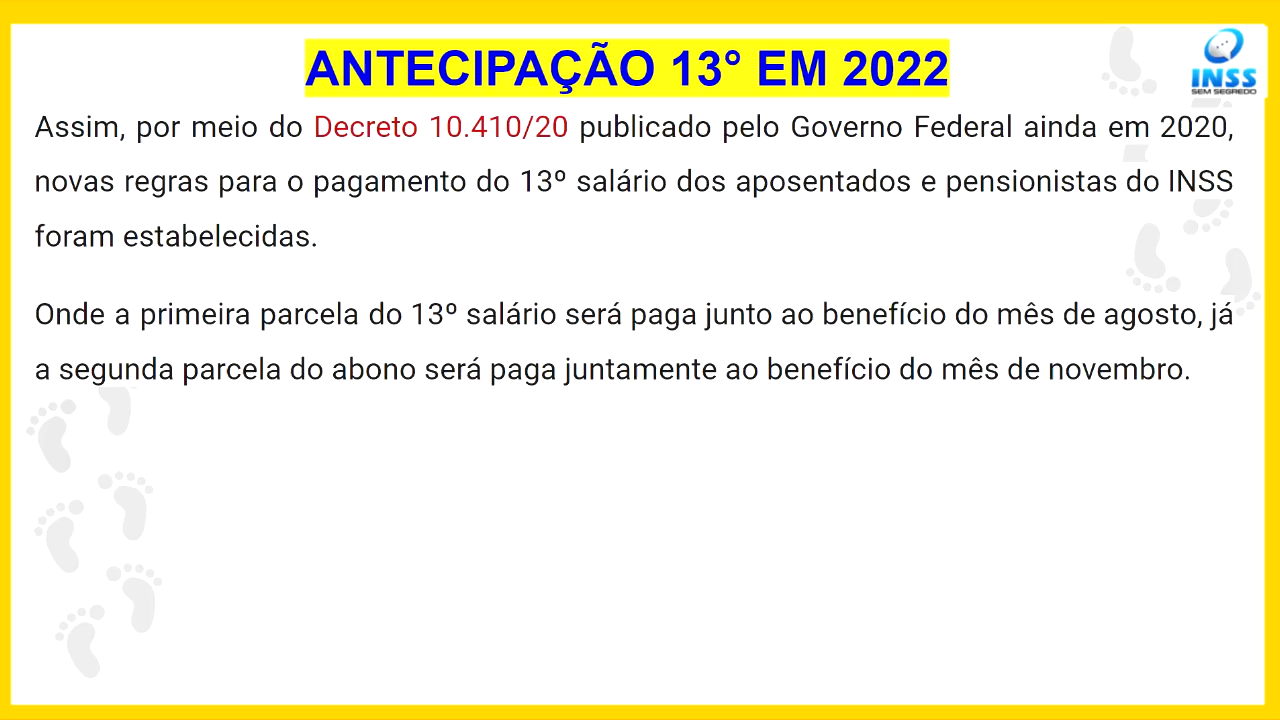 ANTECIPAÇÃO 13° EM 2022
INSS
SEM SEGREDO
Assim, por meio do Decreto 10.410/20 publicado pelo Governo Federal ainda em 2020,
novas regras para o pagamento do 13º salário dos aposentados e pensionistas do INSS
foram estabelecidas.
Onde a primeira parcela do 13º salário será paga junto ao benefício do mês de agosto, já
a segunda parcela do abono será paga juntamente ao benefício do mês de novembro.